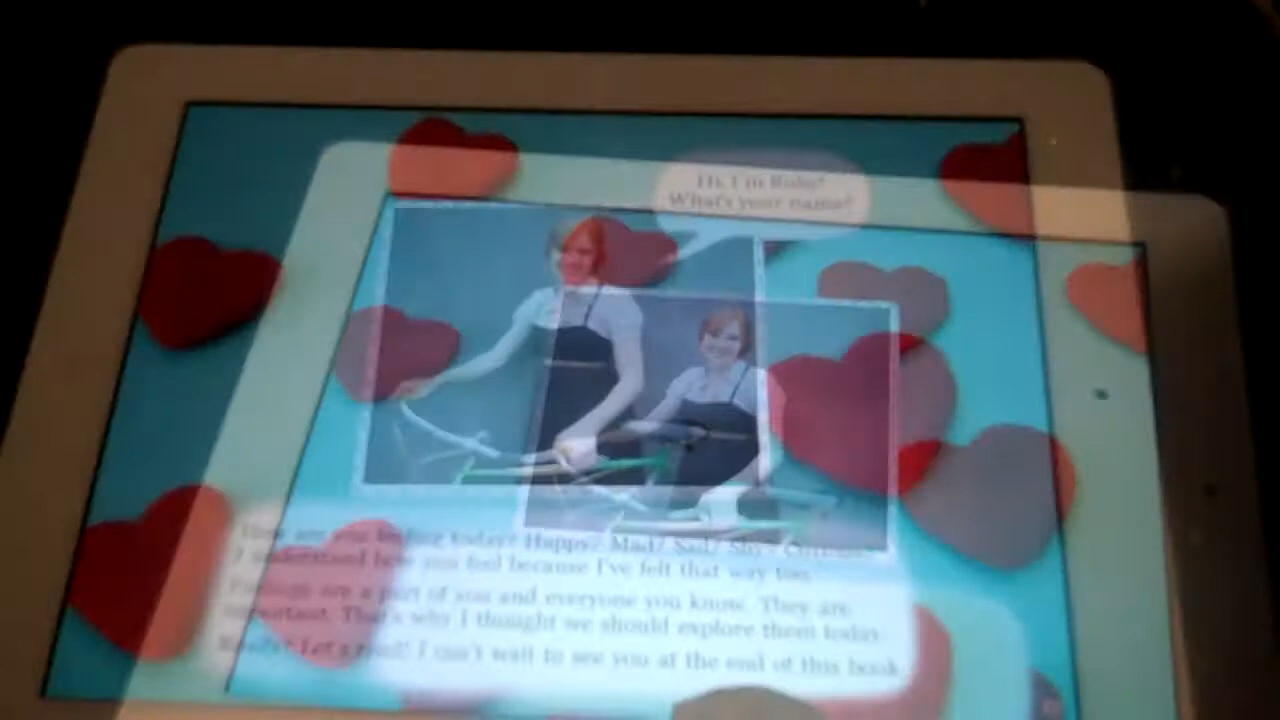 Hi, I'm Ruby!
What's your name?
How are you feeling today? Happy? Mad? Sad? Shy?
I understand how you feel because I've felt that way too.
Feelings are a part of you and everyone you know. They are
important. That's why I thought we should explore them today.
Ready? Let's read! I can't wait to see you at the end of this book